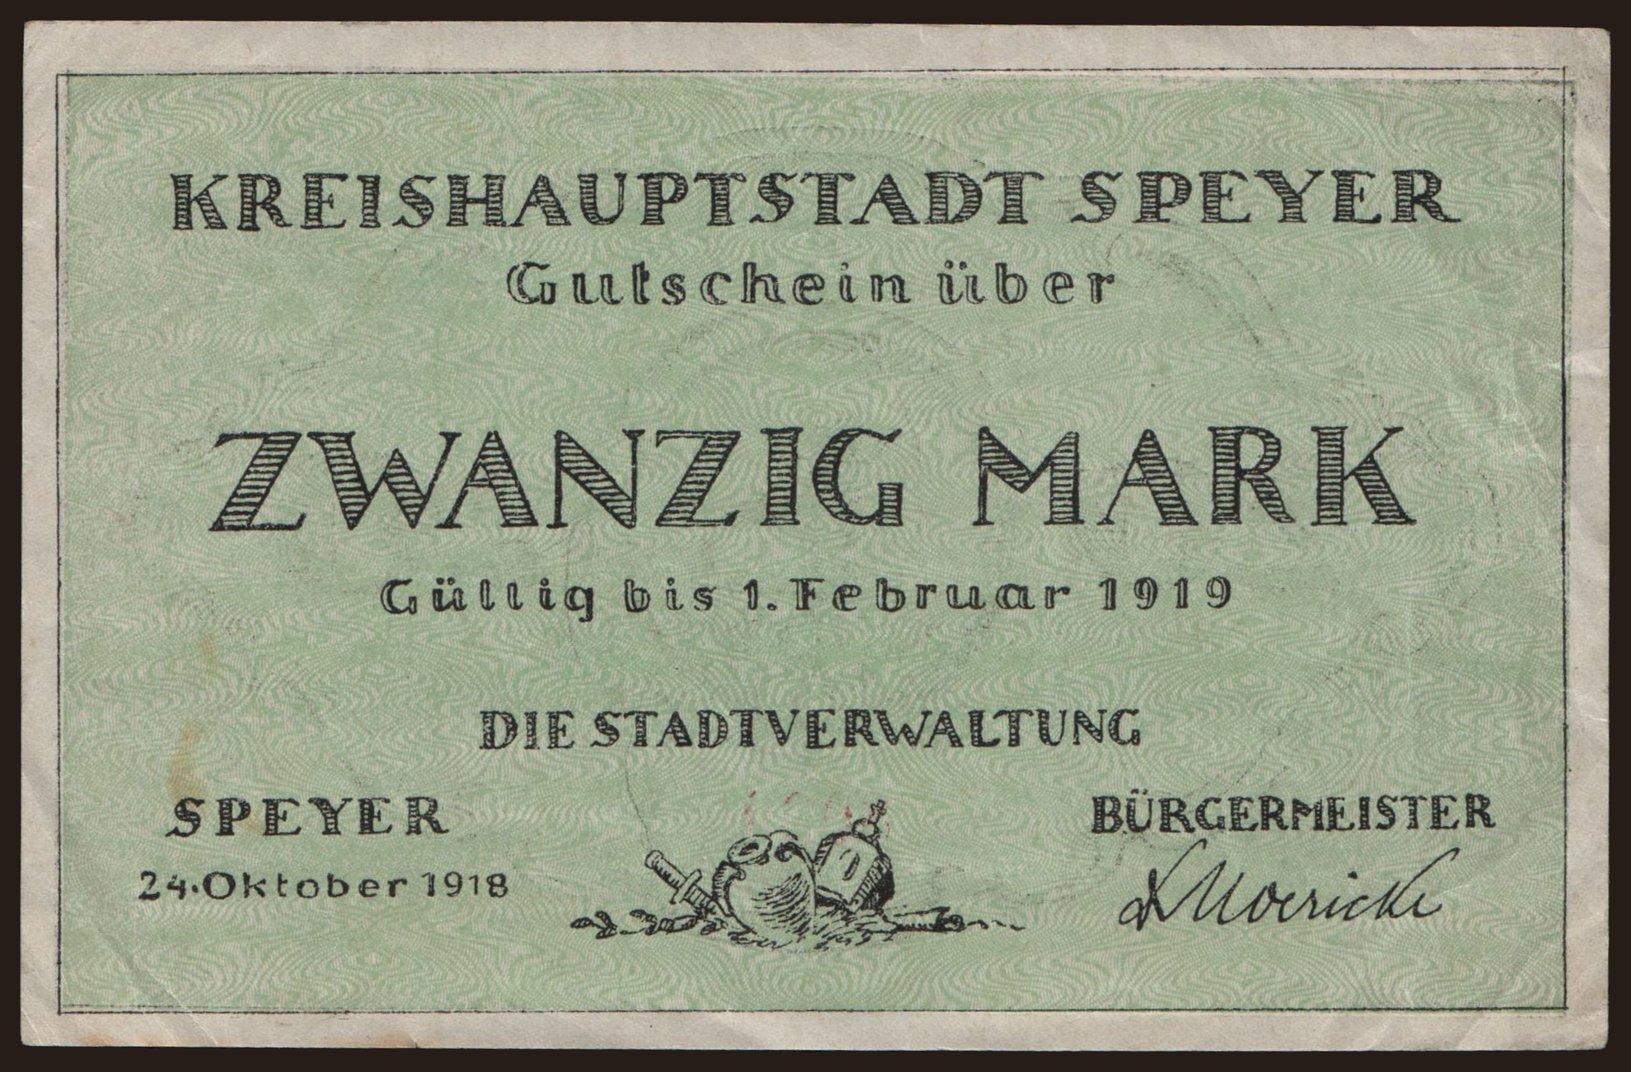 KREISHAUPTSTADT SPEYER
Gutschein über
ZWANZIG MARK
Gültig bis 1. Februar 1919
DIE STADTVERWALTUNG
SPEYER
24. Oktober 1918
BÜRGERMEISTER